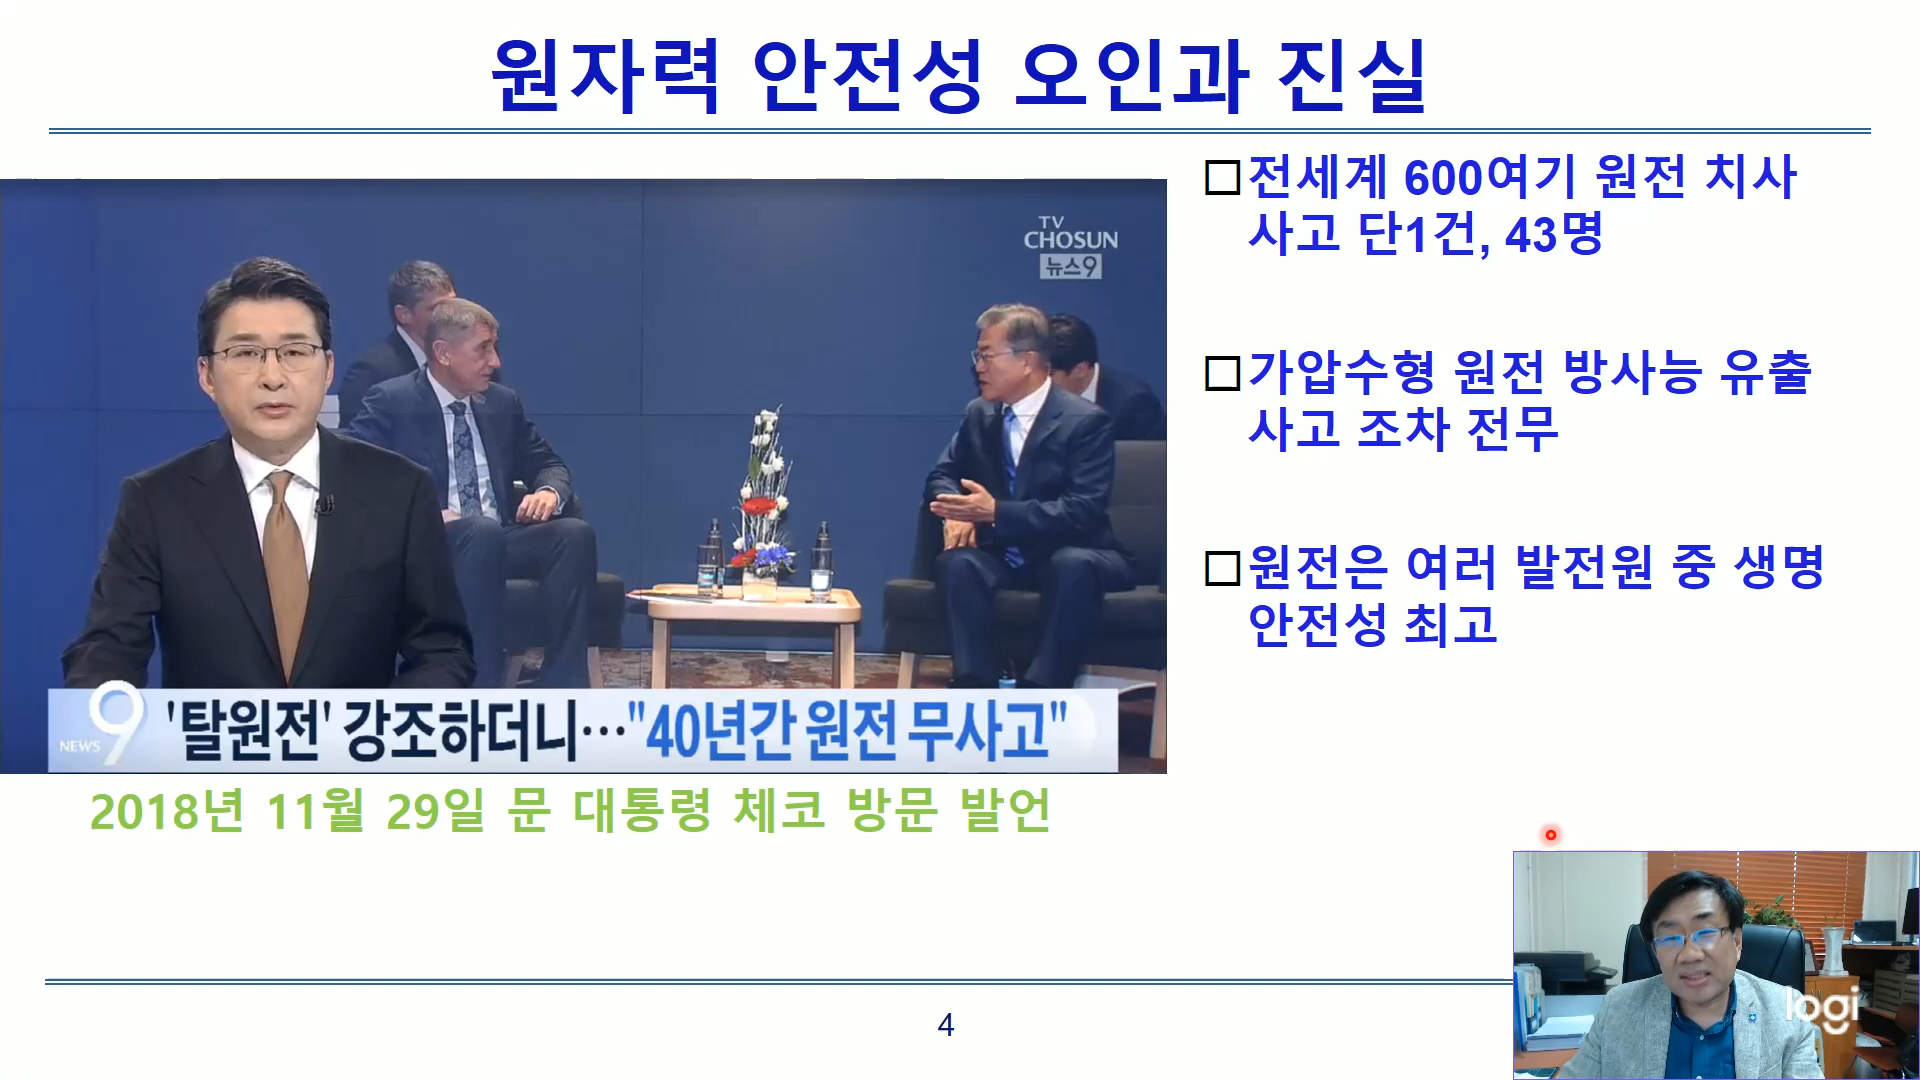 원자력 안전성 오인과 진실
TV
CHOSUN
뉴스9
NEWS 9
'탈원전' 강조하더니…"40년간 원전 무사고"
2018년 11월 29일 문 대통령 체코 방문 발언
□전세계 600여기 원전 치사
사고 단1건, 43명
□가압수형 원전 방사능 유출
사고 조차 전무
□원전은 여러 발전원 중 생명
안전성 최고
logi
4